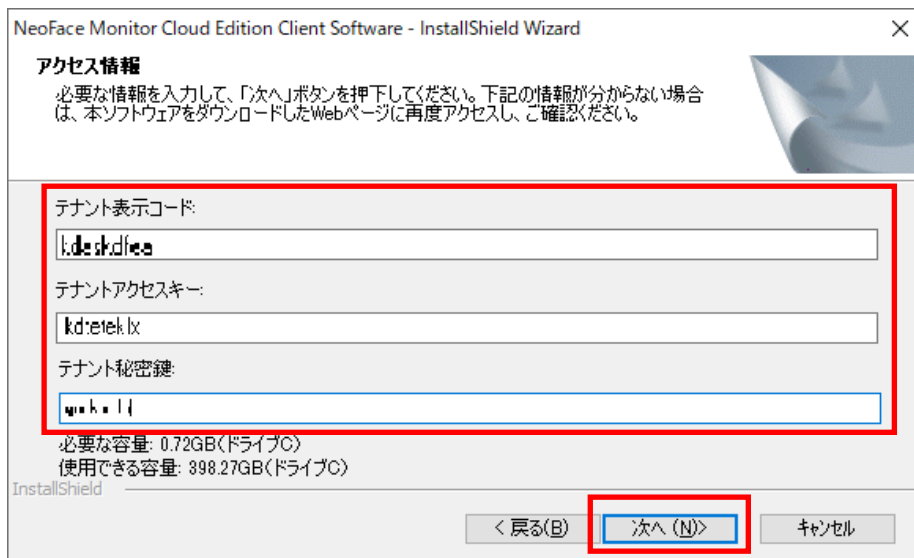 NeoFace Monitor Cloud Edition Client Software - InstallShield Wizard
アクセス情報
必要な情報を入力して、「次へ」ボタンを押下してください。下記の情報が分からない場合
は、本ソフトウェアをダウンロードしたWebページに再度アクセスし、ご確認ください。
テナント表示コード:
テナントアクセスキー:
テナント秘密鍵:
必要な容量: 0.72GB(ドライブC)
使用できる容量: 398.27GB(ドライブC)
InstallShield
< 戻る(B)
次へ (N)>
キャンセル